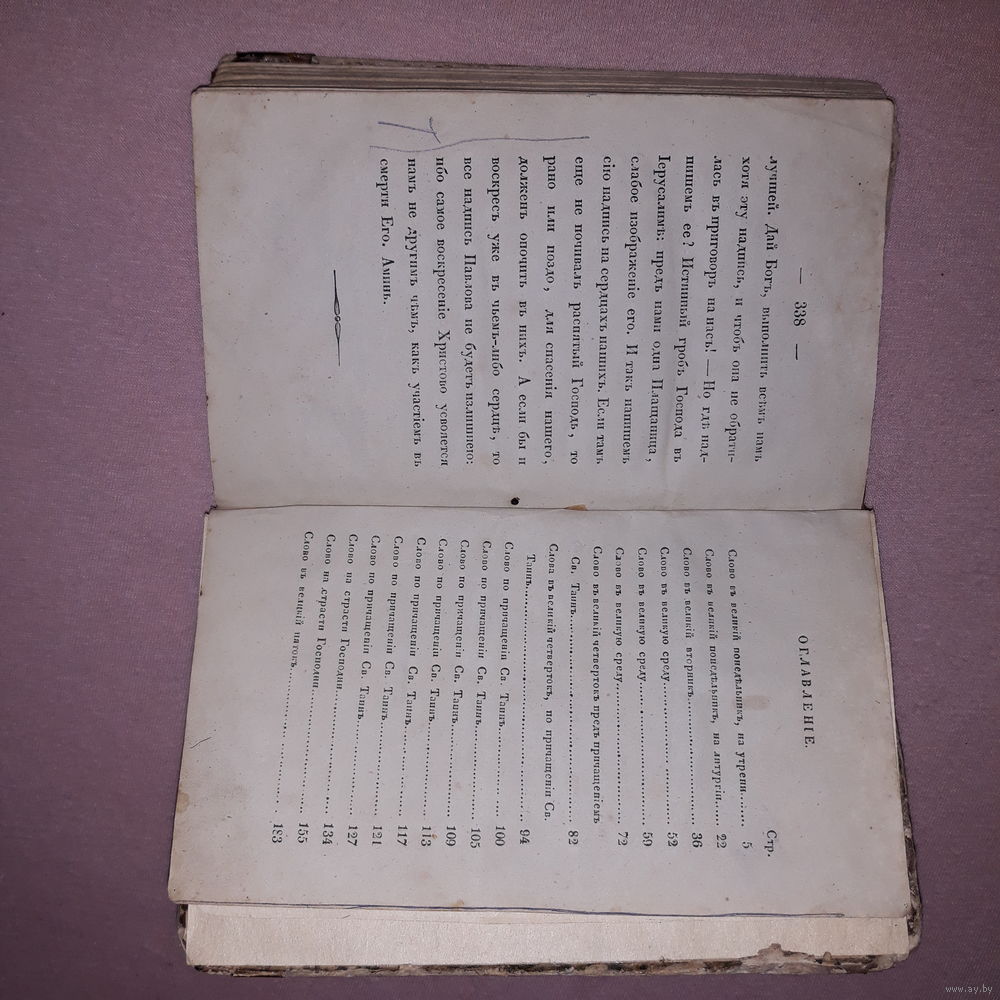 — 338 —
лучшей. Дай Богъ, выполнить всѣмъ намъ
хотя эту надпись, и чтобъ она не обрати-
лась въ приговоръ на насъ! — Но гдѣ над-
пишемъ ее? Истинный гробъ Господа въ
Іерусалимѣ; предъ нами одна Плащаница,
слабое изображеніе его. И такъ напишемъ
сію надпись на сердцахъ нашихъ. Если тамъ
еще не почивалъ распятый Господь, то
рано или поздо, для спасенія нашего,
долженъ опочить въ нихъ. А если бы и
воскресъ уже въ чьемъ-либо сердцѣ, то
все надпись Павлова не будетъ излишнею:
ибо самое воскресеніе Христово усвояется
намъ не другимъ чѣмъ, какъ участіемъ въ
смерти Его. Аминь.
ОГЛАВЛЕНІЕ.
Стр.
Слово въ великій понедѣльникъ, на утрени....... 5
Слово въ великій понедѣльникъ, на литургіи...... 22
Слово въ великій вторникъ......................... 36
Слово въ великую среду............................ 52
Слово въ великую среду............................ 59
Слово въ великую среду............................ 72
Слово въ великій четвертокъ предъ причащеніемъ
Св. Таинъ......................................... 82
Слова въ великій четвертокъ, по причащеніи Св.
Таинъ............................................. 94
Слово по причащеніи Св. Таинъ.................... 100
Слово по причащеніи Св. Таинъ.................... 105
Слово по причащеніи Св. Таинъ.................... 109
Слово по причащеніи Св. Таинъ.................... 113
Слово по причащеніи Св. Таинъ.................... 117
Слово по причащеніи Св. Таинъ.................... 121
Слово на страсти Господни......................... 127
Слово на страсти Господни......................... 134
Слово въ великій пятокъ........................... 155
183
www.ay.by